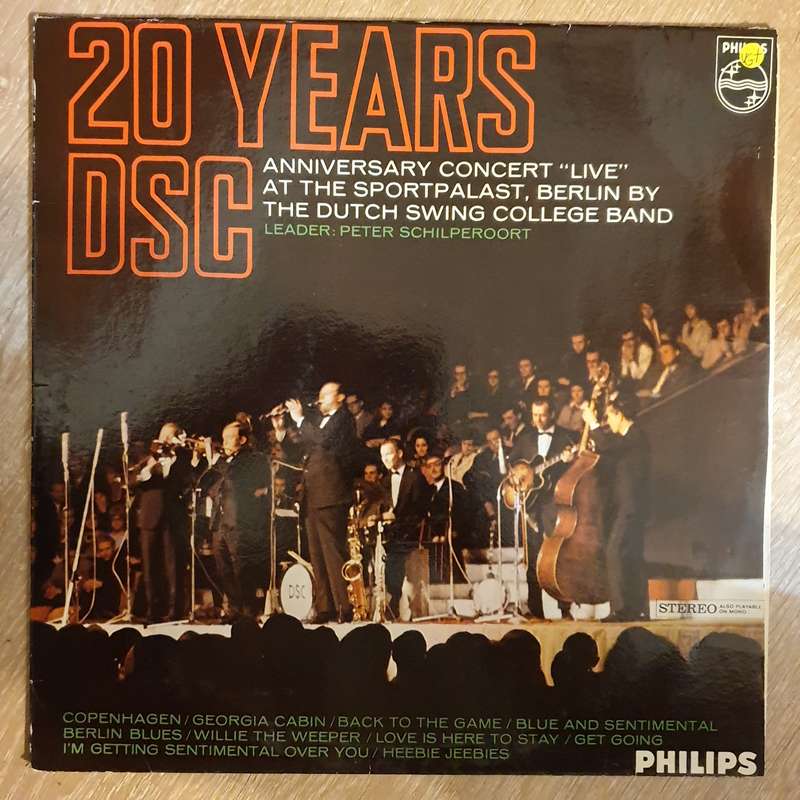 20 YEARS
DSC
ANNIVERSARY CONCERT "LIVE"
AT THE SPORTPALAST, BERLIN BY
THE DUTCH SWING COLLEGE BAND
LEADER: PETER SCHILPEROORT
DSC
STEREO ALSO PLAYABLE ON MONO
COPENHAGEN / GEORGIA CABIN / BACK TO THE GAME / BLUE AND SENTIMENTAL
BERLIN BLUES / WILLIE THE WEEPER / LOVE IS HERE TO STAY / GET GOING
I'M GETTING SENTIMENTAL OVER YOU / HEEBIE JEEBIES
PHILIPS